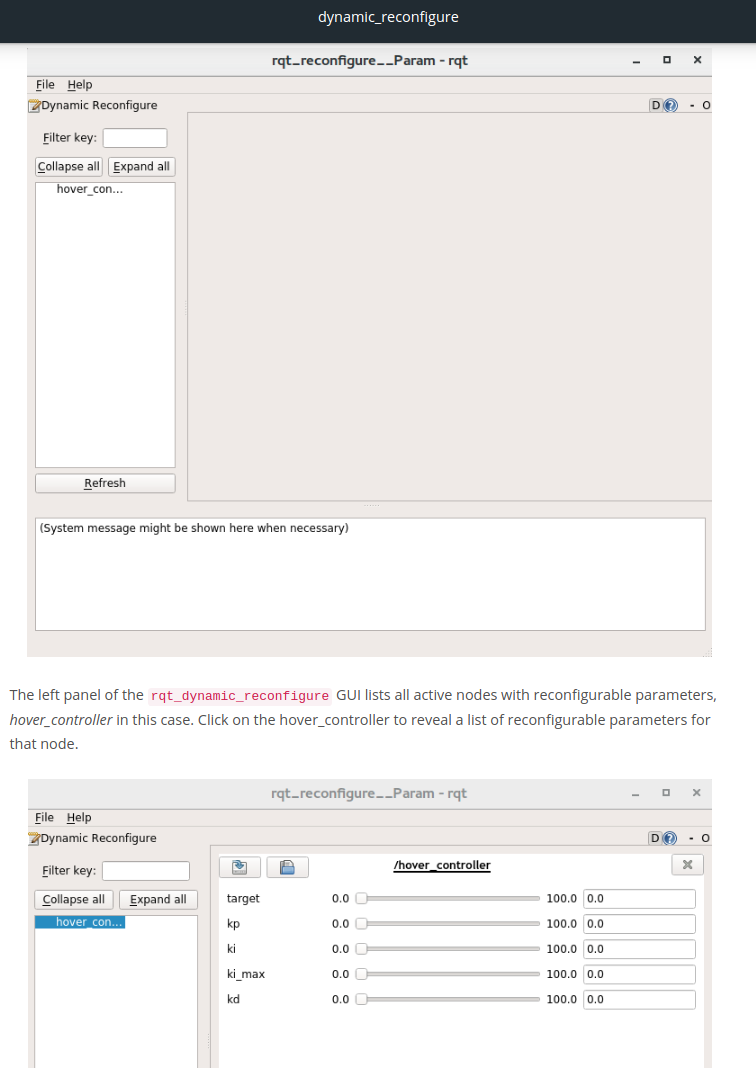 dynamic_reconfigure
rqt_reconfigure__Param - rqt
File Help
Dynamic Reconfigure
D ? - O
Filter key:
Collapse all Expand all
hover_con...
Refresh
(System message might be shown here when necessary)
The left panel of the rqt_dynamic_reconfigure GUI lists all active nodes with reconfigurable parameters,
hover_controller in this case. Click on the hover_controller to reveal a list of reconfigurable parameters for
that node.
rqt_reconfigure__Param - rqt
File Help
Dynamic Reconfigure
D ? - O
Filter key:
Collapse all Expand all
hover_con...
/hover_controller
target 0.0 100.0 0.0
kp 0.0 100.0 0.0
ki 0.0 100.0 0.0
ki_max 0.0 100.0 0.0
kd 0.0 100.0 0.0